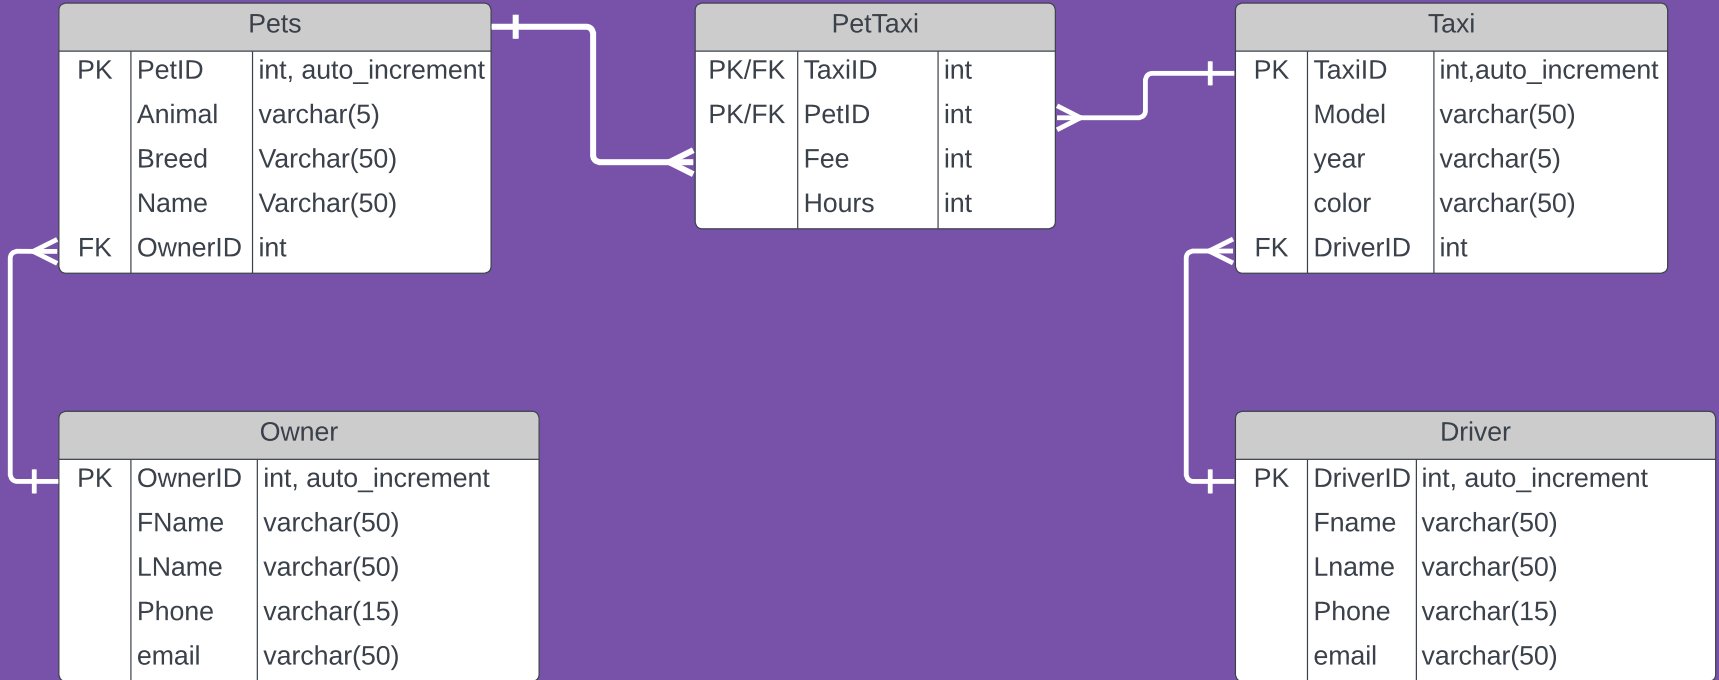 Pets
PK PetID int, auto_increment
Animal varchar(5)
Breed Varchar(50)
Name Varchar(50)
FK OwnerID int
PetTaxi
PK/FK TaxiID int
PK/FK PetID int
Fee int
Hours int
Taxi
PK TaxiID int,auto_increment
Model varchar(50)
year varchar(5)
color varchar(50)
FK DriverID int
Owner
PK OwnerID int, auto_increment
FName varchar(50)
LName varchar(50)
Phone varchar(15)
email varchar(50)
Driver
PK DriverID int, auto_increment
Fname varchar(50)
Lname varchar(50)
Phone varchar(15)
email varchar(50)